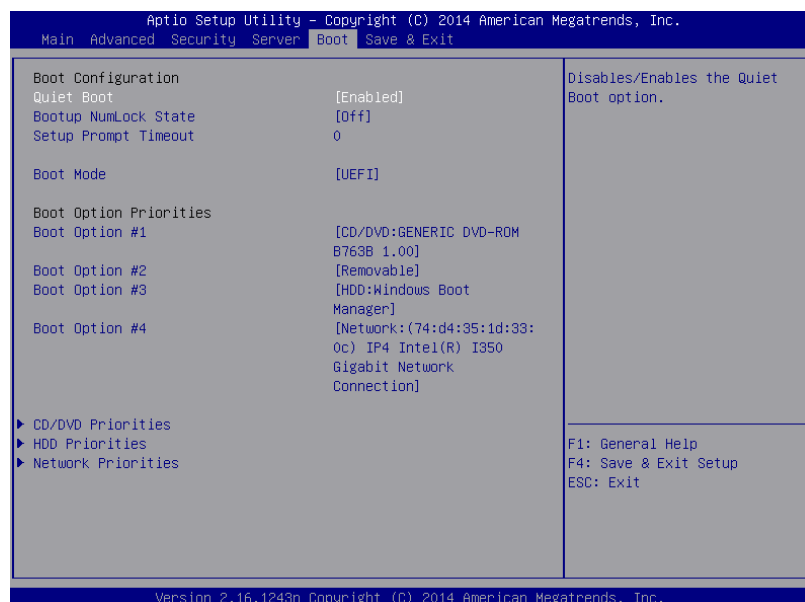 Aptio Setup Utility – Copyright (C) 2014 American Megatrends, Inc.
Main Advanced Security Server Boot Save & Exit
Boot Configuration
Quiet Boot [Enabled]
Bootup NumLock State [Off]
Setup Prompt Timeout 0
Boot Mode [UEFI]
Boot Option Priorities
Boot Option #1 [CD/DVD:GENERIC DVD-ROM
B763B 1.00]
Boot Option #2 [Removable]
Boot Option #3 [HDD:Windows Boot
Manager]
Boot Option #4 [Network:(74:d4:35:1d:33:
0c) IP4 Intel(R) I350
Gigabit Network
Connection]
CD/DVD Priorities
HDD Priorities
Network Priorities
Disables/Enables the Quiet
Boot option.
F1: General Help
F4: Save & Exit Setup
ESC: Exit
Version 2.16.1243n Copyright (C) 2014 American Megatrends, Inc.